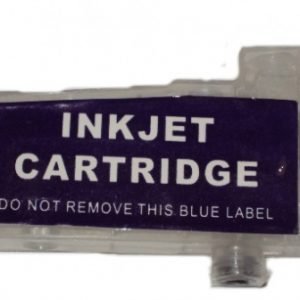 INKJET
CARTRIDGE
DO NOT REMOVE THIS BLUE LABEL